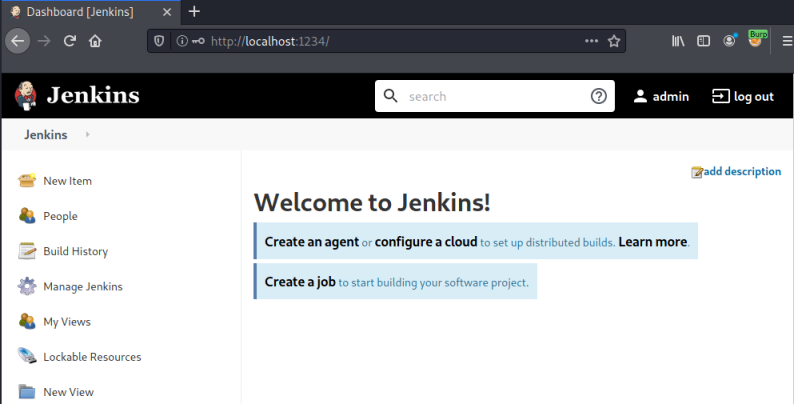 Dashboard [Jenkins]
http://localhost:1234/
Burp
Jenkins
search
admin
log out
Jenkins
add description
New Item
People
Build History
Manage Jenkins
My Views
Lockable Resources
New View
Welcome to Jenkins!
Create an agent or configure a cloud to set up distributed builds. Learn more.
Create a job to start building your software project.